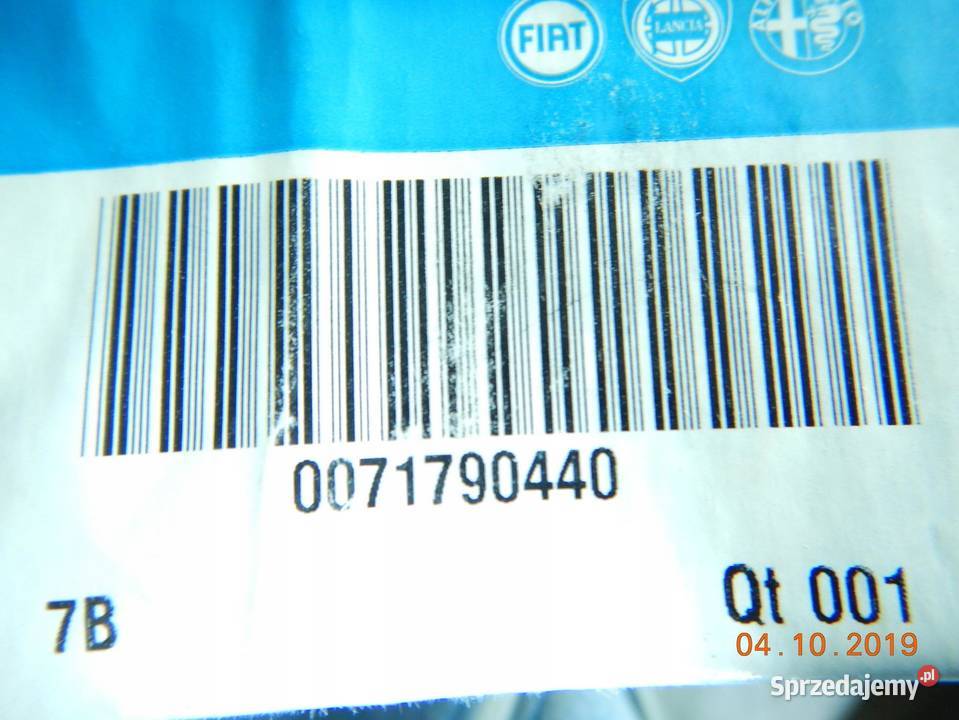 FIAT
LANCIA
0071790440
7B
Qt 001
04.10.2019
Sprzedajemy.pl